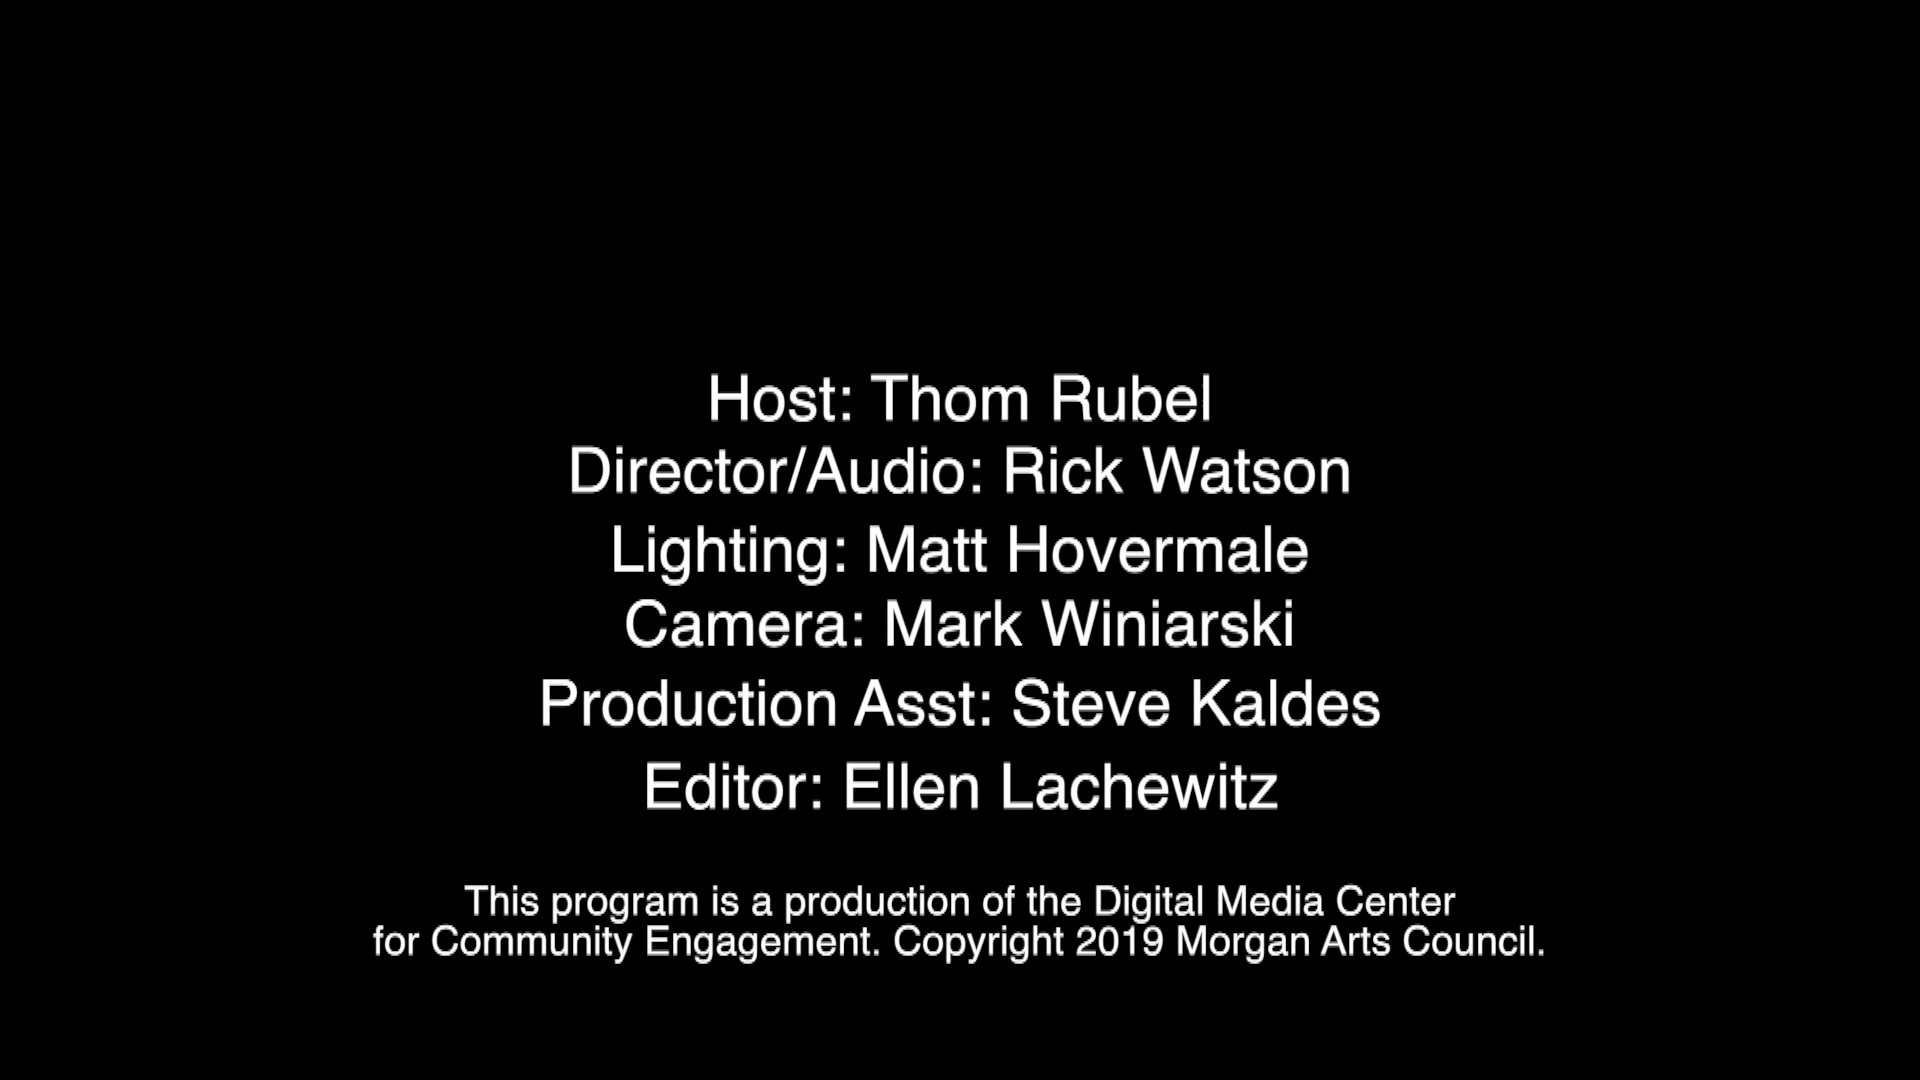 Host: Thom Rubel
Director/Audio: Rick Watson
Lighting: Matt Hovermale
Camera: Mark Winiarski
Production Asst: Steve Kaldes
Editor: Ellen Lachewitz
This program is a production of the Digital Media Center
for Community Engagement. Copyright 2019 Morgan Arts Council.